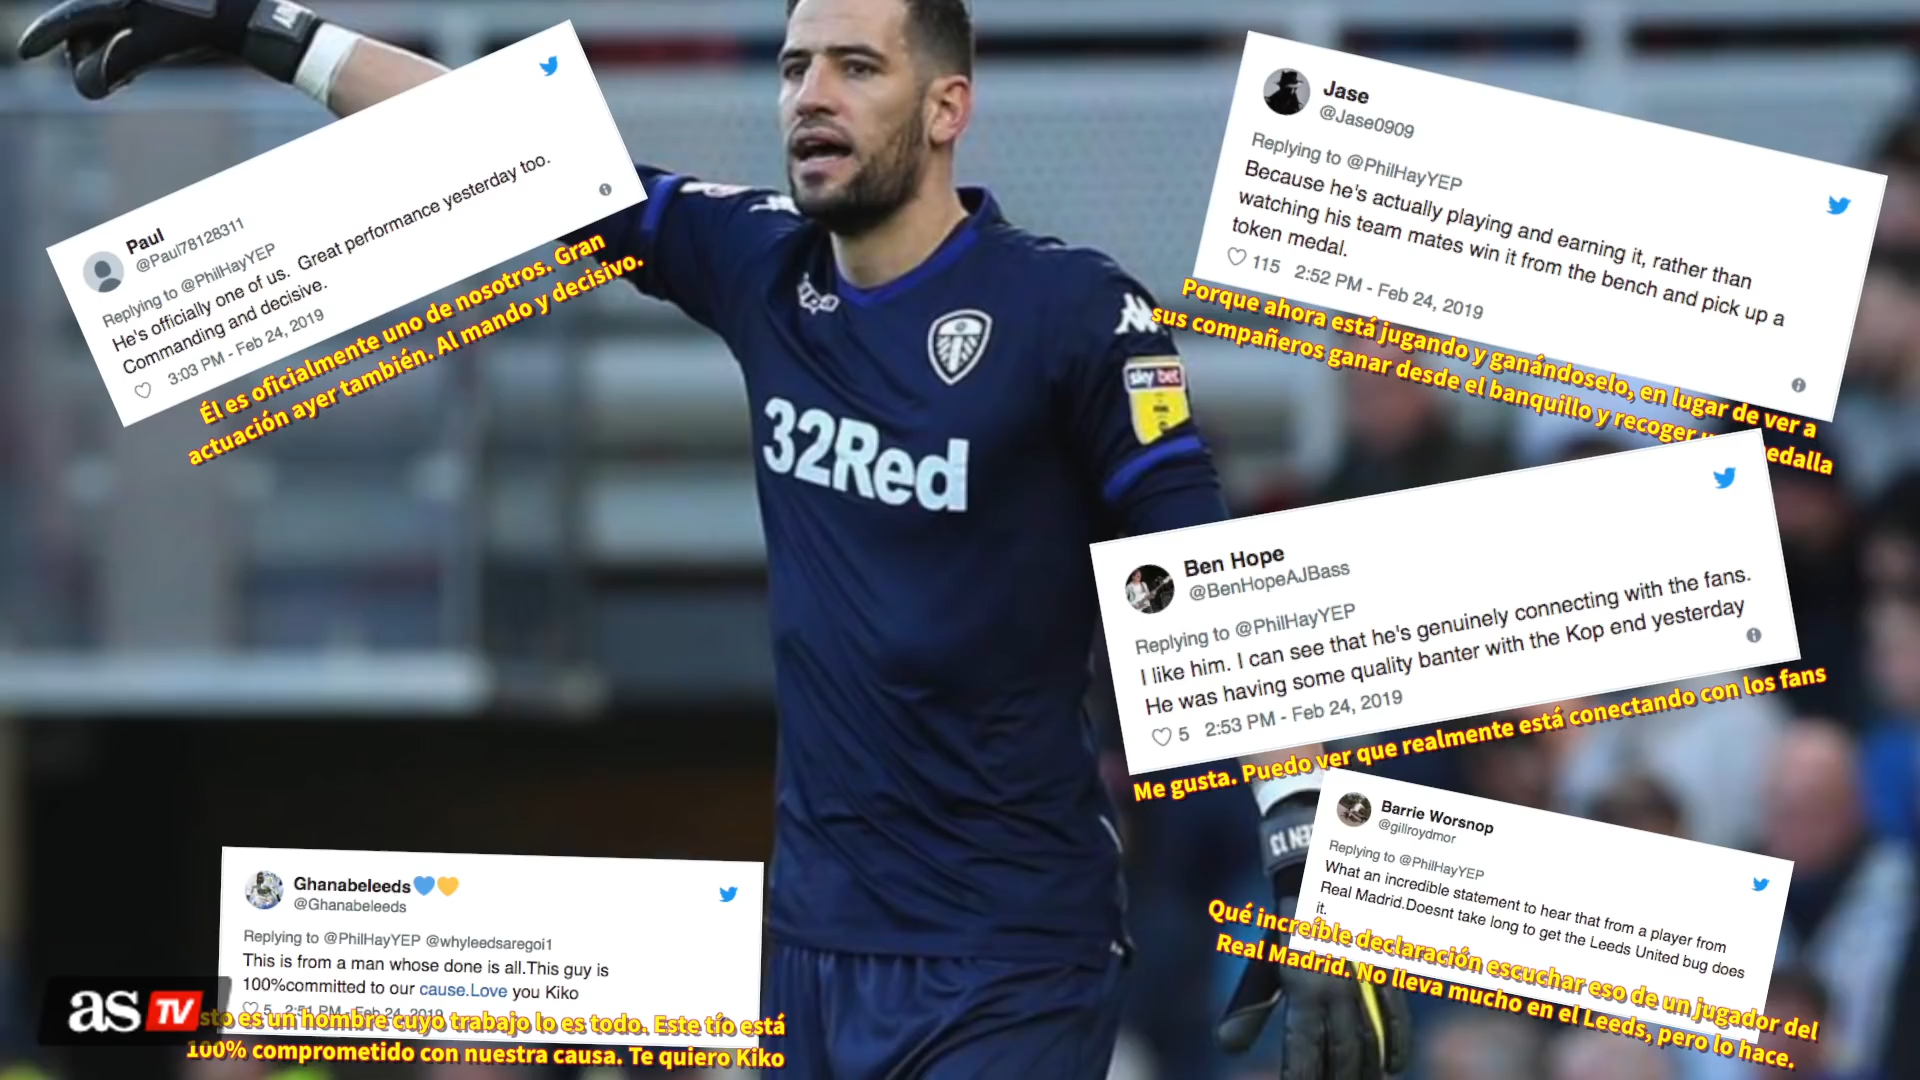 Paul
@Paul78128311
Replying to @PhilHayYEP
He's officially one of us. Great performance yesterday too.
Commanding and decisive.
3:03 PM - Feb 24, 2019
Él es oficialmente uno de nosotros. Gran
actuación ayer también. Al mando y decisivo.
Jase
@Jase0909
Replying to @PhilHayYEP
Because he's actually playing and earning it, rather than
watching his team mates win it from the bench and pick up a
token medal.
115 2:52 PM - Feb 24, 2019
Porque ahora está jugando y ganándoselo, en lugar de ver a
sus compañeros ganar desde el banquillo y recoger
Ben Hope
@BenHopeAJBass
Replying to @PhilHayYEP
I like him. I can see that he's genuinely connecting with the fans.
He was having some quality banter with the Kop end yesterday
5 2:53 PM - Feb 24, 2019
Me gusta. Puedo ver que realmente está conectando con los fans
Barrie Worsnop
@gillroydmor
Replying to @PhilHayYEP
What an incredible statement to hear that from a player from
Real Madrid.Doesnt take long to get the Leeds United bug does
it.
Qué increíble declaración escuchar eso de un jugador del
Real Madrid. No lleva mucho en el Leeds, pero lo hace.
Ghanabeleeds💙💛
@Ghanabeleeds
Replying to @PhilHayYEP @whyleedsaregoi1
This is from a man whose done is all.This guy is
100%committed to our cause.Love you Kiko
5 2:51 PM - Feb 24, 2019
sto es un hombre cuyo trabajo lo es todo. Este tío está
100% comprometido con nuestra causa. Te quiero Kiko
32Red
sky bet
as TV